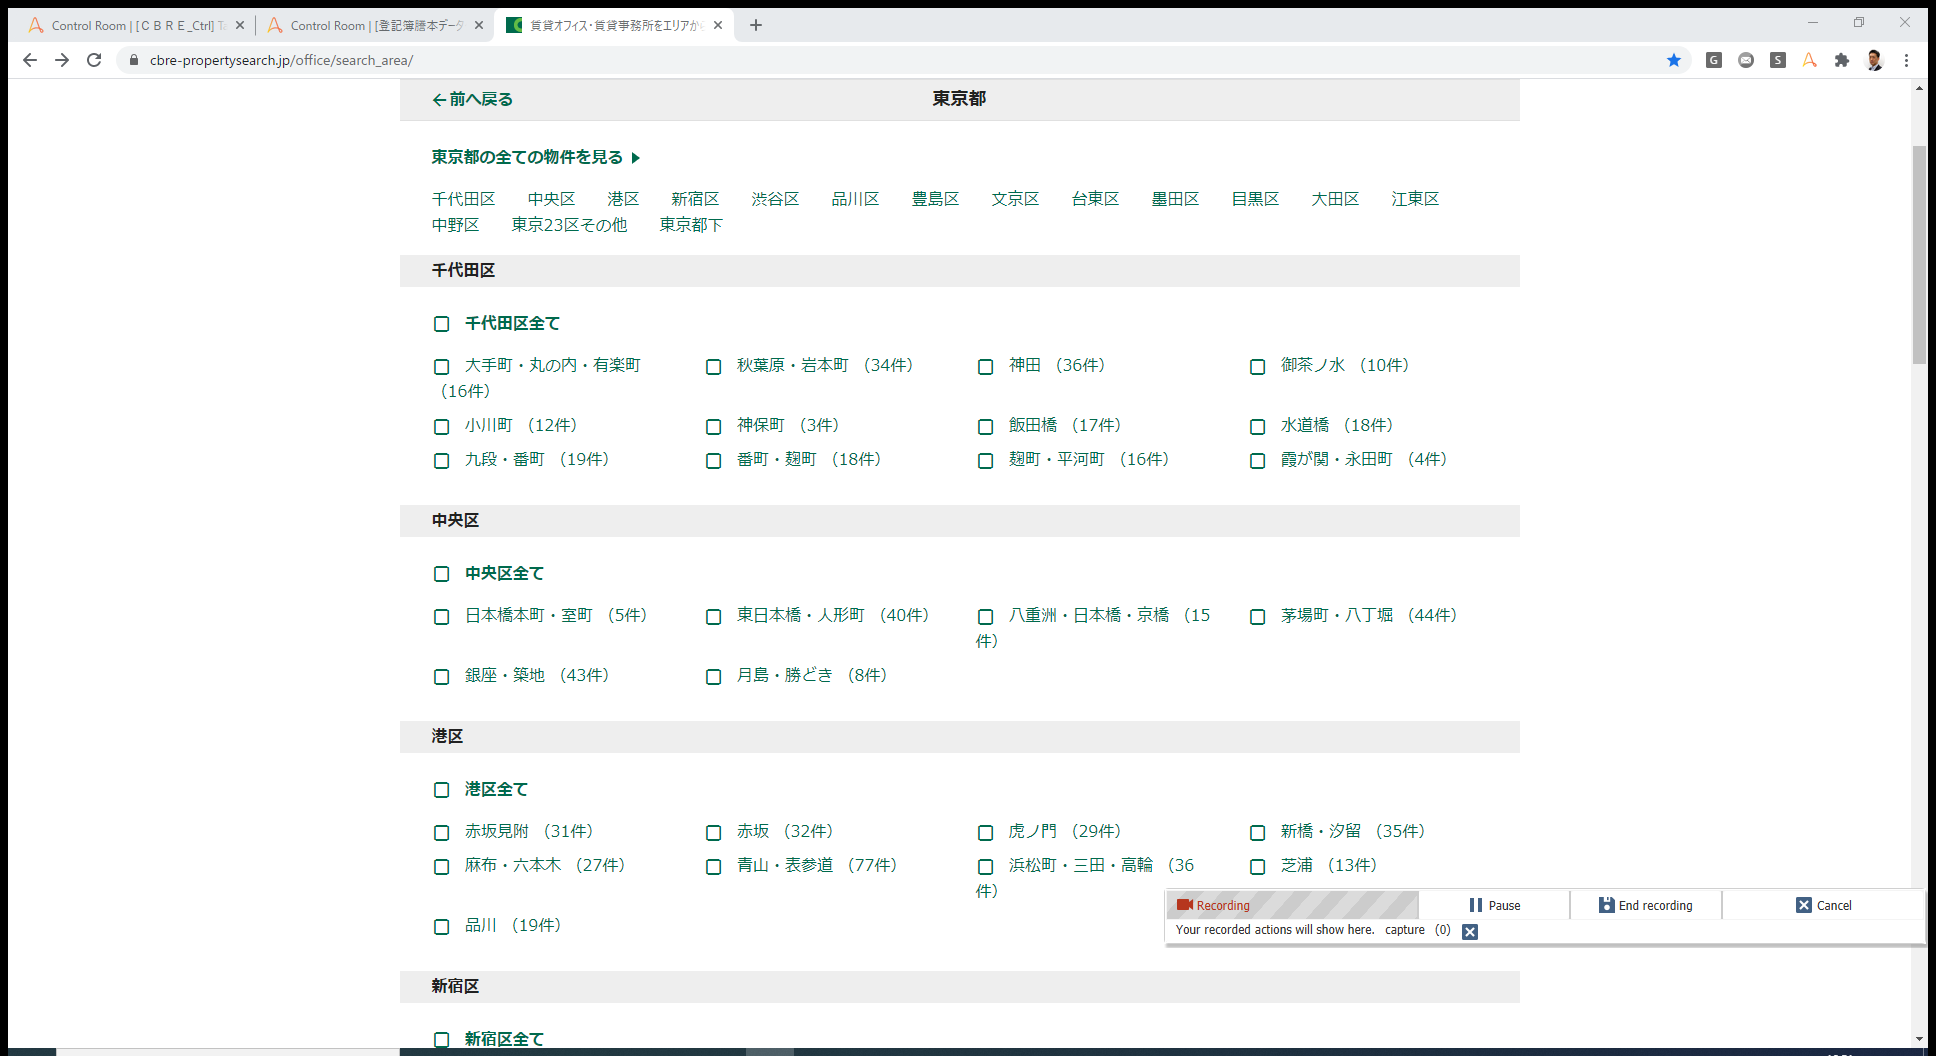 Control Room | [ＣＢＲＥ_Ctrl] Ta
Control Room | [登記簿謄本データ
賃貸オフィス・賃貸事務所をエリアから
cbre-propertysearch.jp/office/search_area/
←前へ戻る
東京都
東京都の全ての物件を見る
千代田区 中央区 港区 新宿区 渋谷区 品川区 豊島区 文京区 台東区 墨田区 目黒区 大田区 江東区
中野区 東京23区その他 東京都下
千代田区
千代田区全て
大手町・丸の内・有楽町 （16件） 秋葉原・岩本町 （34件） 神田 （36件） 御茶ノ水 （10件）
小川町 （12件） 神保町 （3件） 飯田橋 （17件） 水道橋 （18件）
九段・番町 （19件） 番町・麹町 （18件） 麹町・平河町 （16件） 霞が関・永田町 （4件）
中央区
中央区全て
日本橋本町・室町 （5件） 東日本橋・人形町 （40件） 八重洲・日本橋・京橋 （15件） 茅場町・八丁堀 （44件）
銀座・築地 （43件） 月島・勝どき （8件）
港区
港区全て
赤坂見附 （31件） 赤坂 （32件） 虎ノ門 （29件） 新橋・汐留 （35件）
麻布・六本木 （27件） 青山・表参道 （77件） 浜松町・三田・高輪 （36件） 芝浦 （13件）
品川 （19件）
Recording Pause End recording Cancel
Your recorded actions will show here. capture (0)
新宿区
新宿区全て